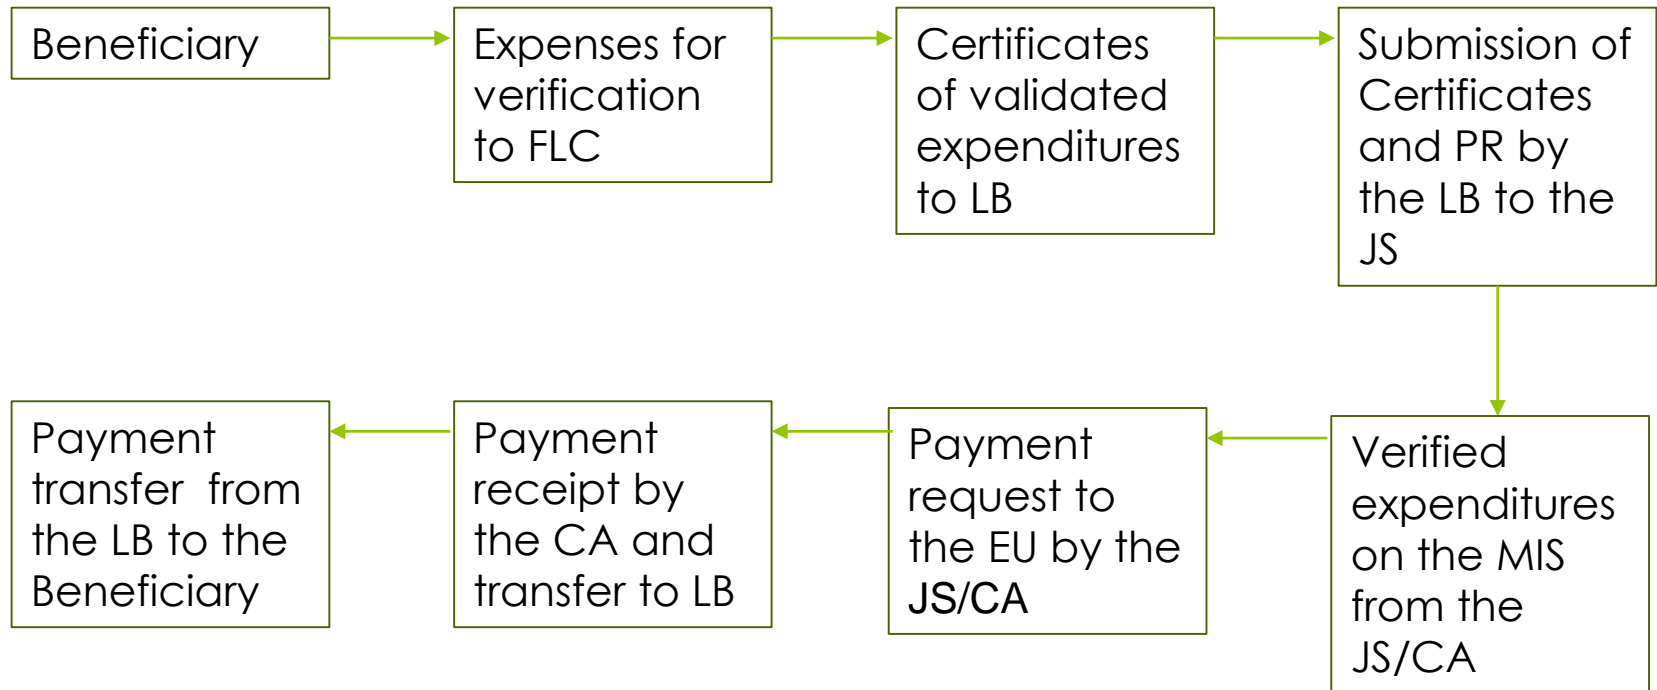 Beneficiary
Expenses for
verification
to FLC
Certificates
of validated
expenditures
to LB
Submission of
Certificates
and PR by
the LB to the
JS
Verified
expenditures
on the MIS
from the
JS/CA
Payment
request to
the EU by the
JS/CA
Payment
receipt by
the CA and
transfer to LB
Payment
transfer from
the LB to the
Beneficiary